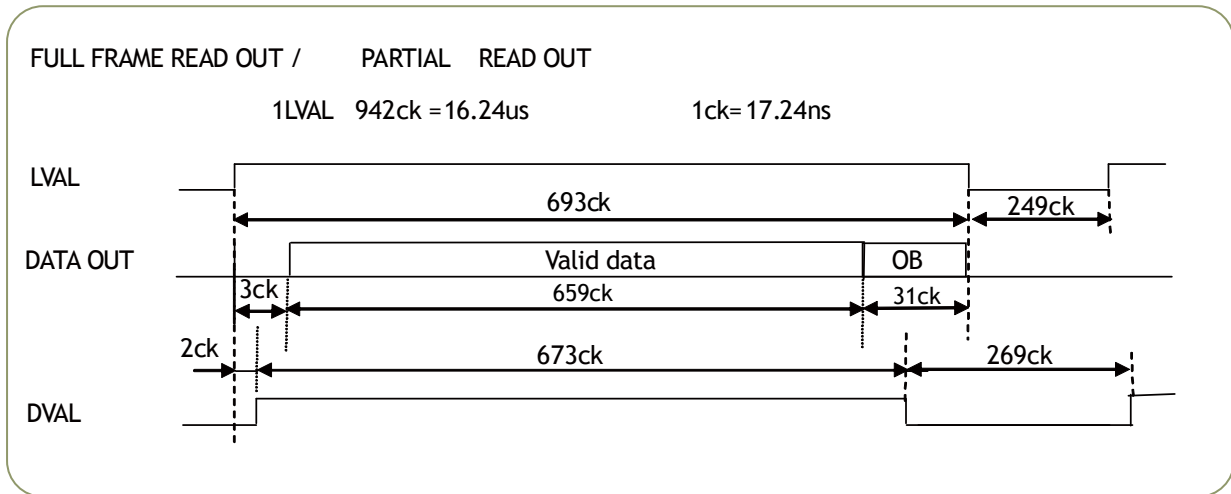 FULL FRAME READ OUT / PARTIAL READ OUT
1LVAL 942ck =16.24us 1ck=17.24ns
LVAL
693ck
249ck
DATA OUT
Valid data
OB
3ck
659ck
31ck
2ck
673ck
269ck
DVAL